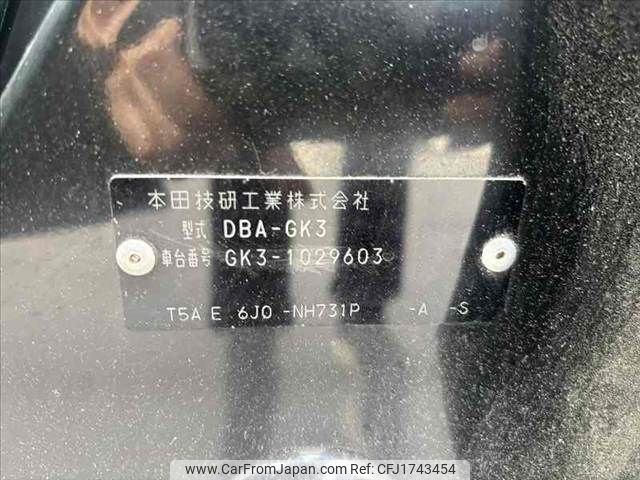 本田技研工業株式会社
型式 DBA-GK3
車台番号 GK3-1029603
T5A E 6J0 -NH731P -A -S
www.CarFromJapan.com Ref: CFJ1743454